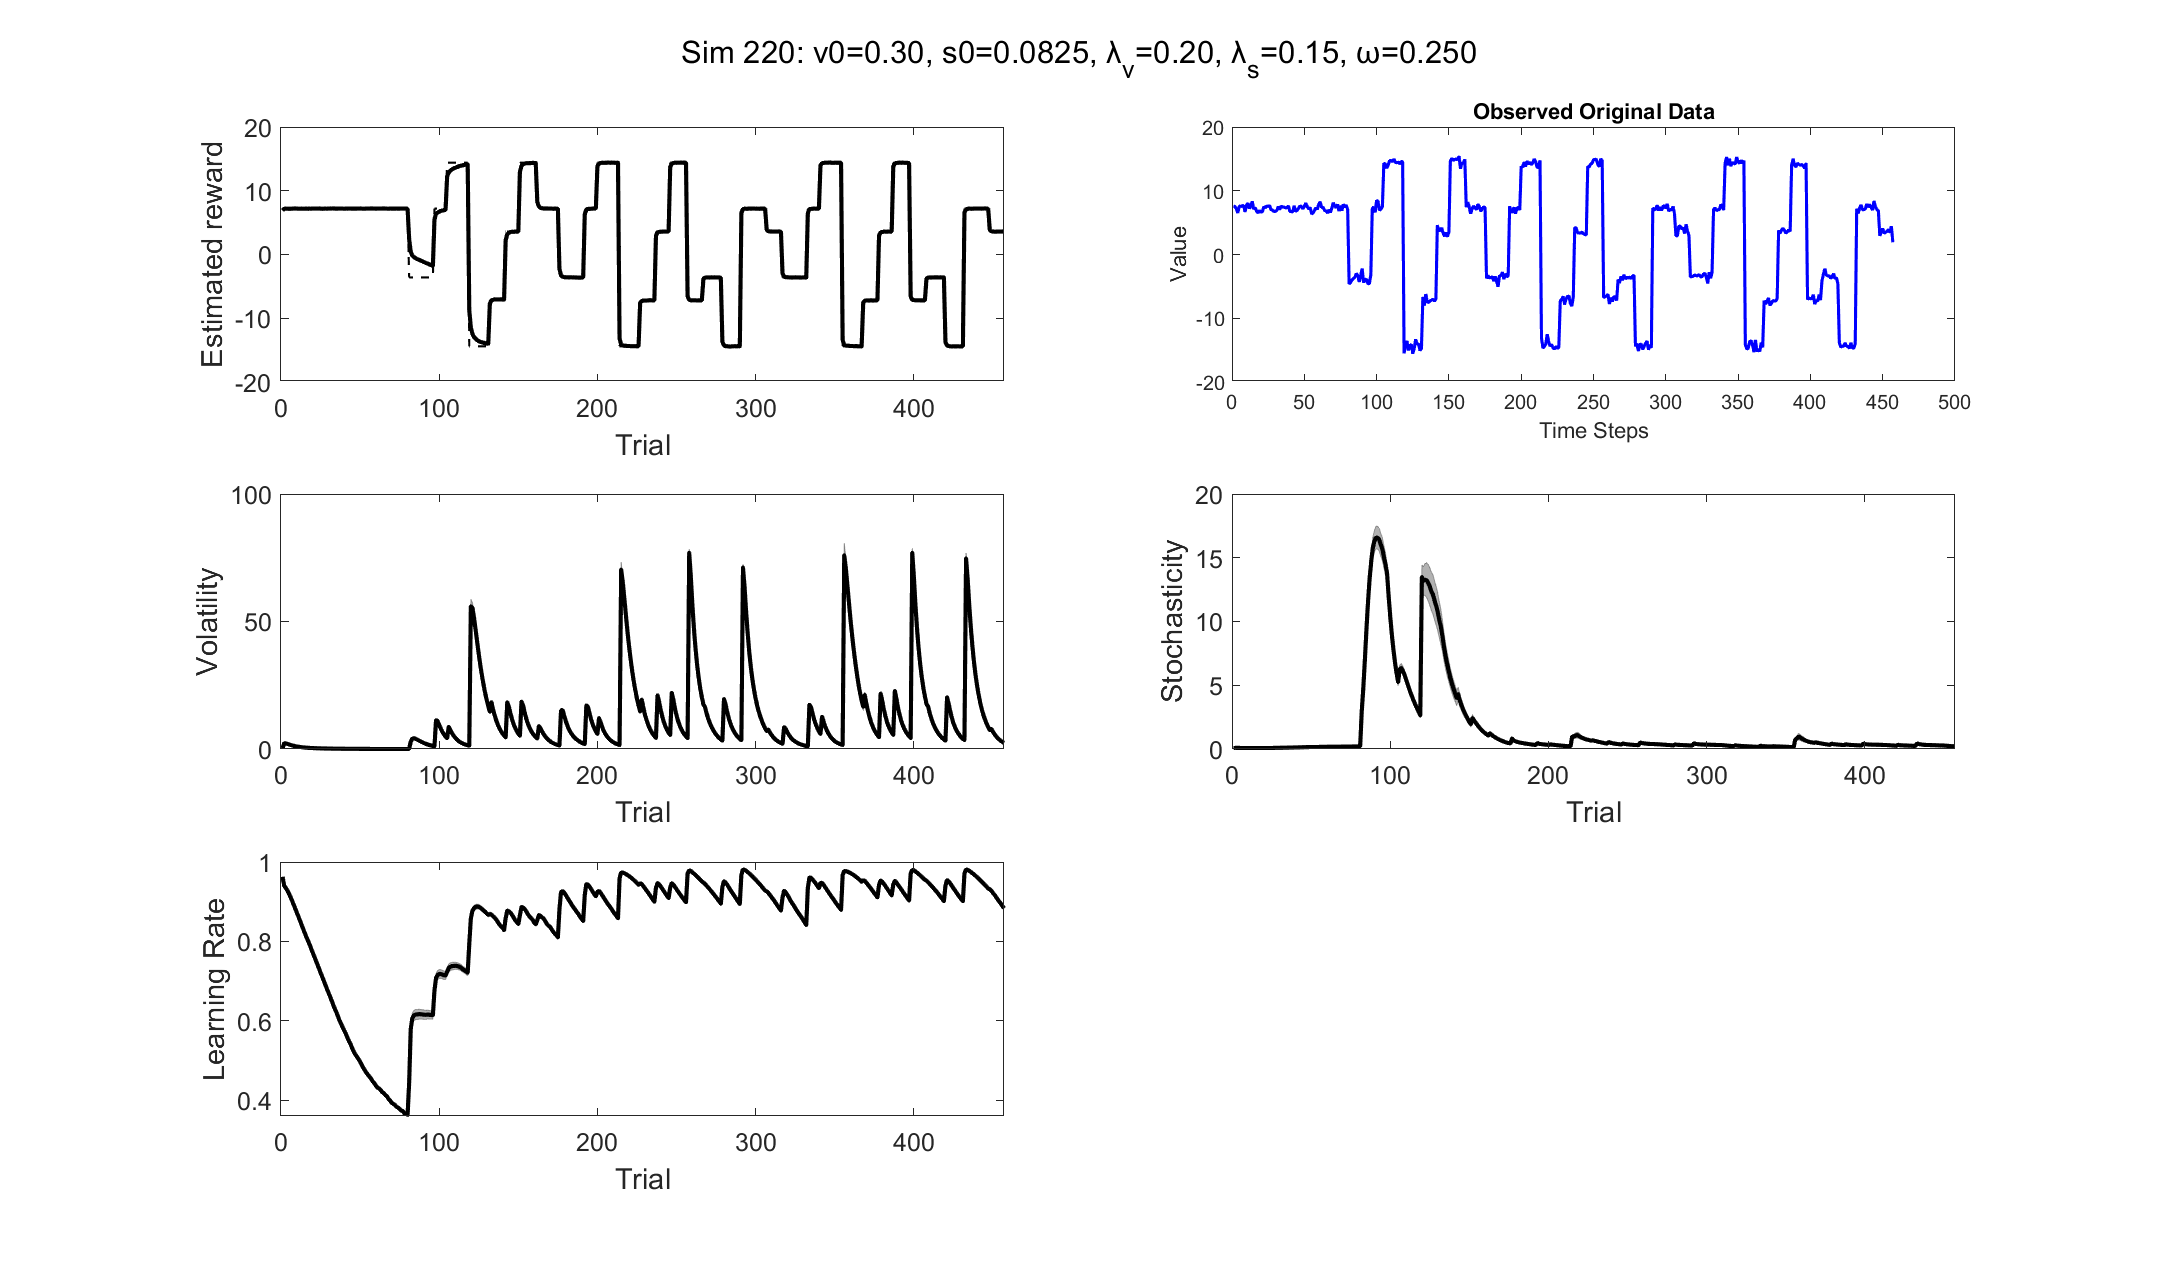 Sim 220: v0=0.30, s0=0.0825, λv=0.20, λs=0.15, ω=0.250
Estimated reward
20
10
0
-10
-20
0 100 200 300 400
Trial
Observed Original Data
Value
20
10
0
-10
-20
0 50 100 150 200 250 300 350 400 450 500
Time Steps
Volatility
100
50
0
0 100 200 300 400
Trial
Stochasticity
20
15
10
5
0
0 100 200 300 400
Trial
Learning Rate
1
0.8
0.6
0.4
0 100 200 300 400
Trial